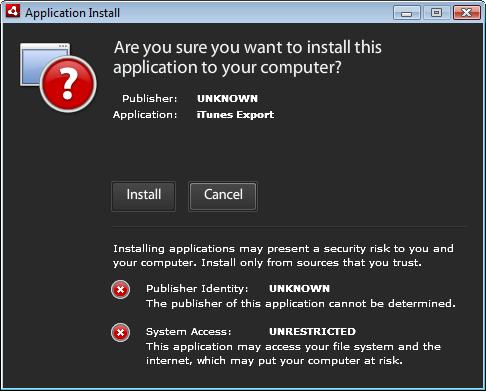 Application Install
Are you sure you want to install this
application to your computer?
Publisher: UNKNOWN
Application: iTunes Export
Install Cancel
Installing applications may present a security risk to you and
your computer. Install only from sources that you trust.
Publisher Identity: UNKNOWN
The publisher of this application cannot be determined.
System Access: UNRESTRICTED
This application may access your file system and the
internet, which may put your computer at risk.